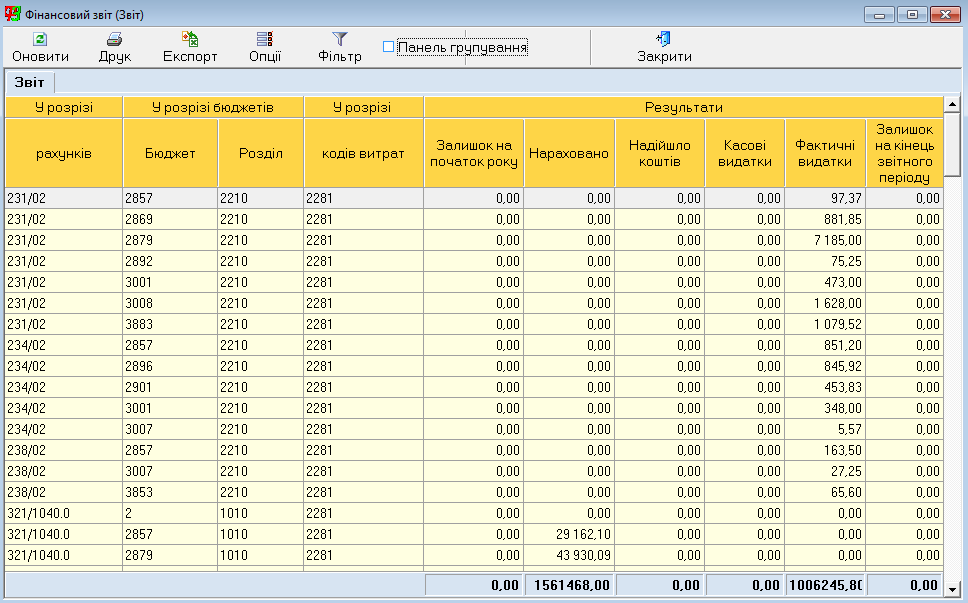 Фінансовий звіт (Звіт)
Оновити Друк Експорт Опції Фільтр Панель групування Закрити
Звіт
У розрізі У розрізі бюджетів У розрізі Результати
рахунків Бюджет Розділ кодів витрат Залишок на початок року Нараховано Надійшло коштів Касові видатки Фактичні видатки Залишок на кінець звітного періоду
231/02 2857 2210 2281 0,00 0,00 0,00 0,00 97,37 0,00
231/02 2869 2210 2281 0,00 0,00 0,00 0,00 881,85 0,00
231/02 2879 2210 2281 0,00 0,00 0,00 0,00 7 185,00 0,00
231/02 2892 2210 2281 0,00 0,00 0,00 0,00 75,25 0,00
231/02 3001 2210 2281 0,00 0,00 0,00 0,00 473,00 0,00
231/02 3008 2210 2281 0,00 0,00 0,00 0,00 1 628,00 0,00
231/02 3883 2210 2281 0,00 0,00 0,00 0,00 1 079,52 0,00
234/02 2857 2210 2281 0,00 0,00 0,00 0,00 851,20 0,00
234/02 2896 2210 2281 0,00 0,00 0,00 0,00 845,92 0,00
234/02 2901 2210 2281 0,00 0,00 0,00 0,00 453,83 0,00
234/02 3001 2210 2281 0,00 0,00 0,00 0,00 348,00 0,00
234/02 3007 2210 2281 0,00 0,00 0,00 0,00 5,57 0,00
238/02 2857 2210 2281 0,00 0,00 0,00 0,00 163,50 0,00
238/02 3007 2210 2281 0,00 0,00 0,00 0,00 27,25 0,00
238/02 3853 2210 2281 0,00 0,00 0,00 0,00 65,60 0,00
321/1040.0 2 1010 2281 0,00 0,00 0,00 0,00 0,00 0,00
321/1040.0 2857 1010 2281 0,00 29 162,10 0,00 0,00 0,00 0,00
321/1040.0 2879 1010 2281 0,00 43 930,09 0,00 0,00 0,00 0,00
0,00 1561468,00 0,00 0,00 1006245,80 0,00